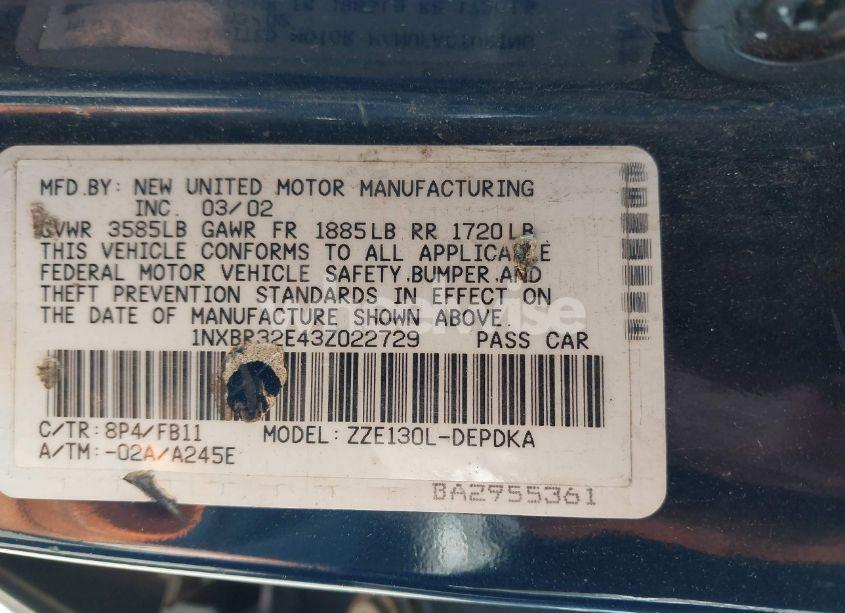 MFD.BY: NEW UNITED MOTOR MANUFACTURING
INC. 03/02
GVWR 3585LB GAWR FR 1885LB RR 1720LB
THIS VEHICLE CONFORMS TO ALL APPLICABLE
FEDERAL MOTOR VEHICLE SAFETY,BUMPER,AND
THEFT PREVENTION STANDARDS IN EFFECT ON
THE DATE OF MANUFACTURE SHOWN ABOVE.
1NXBR32E43Z022729 PASS CAR
C/TR: 8P4/FB11 MODEL: ZZE130L-DEPDKA
A/TM: -02A/A245E
BA2955361